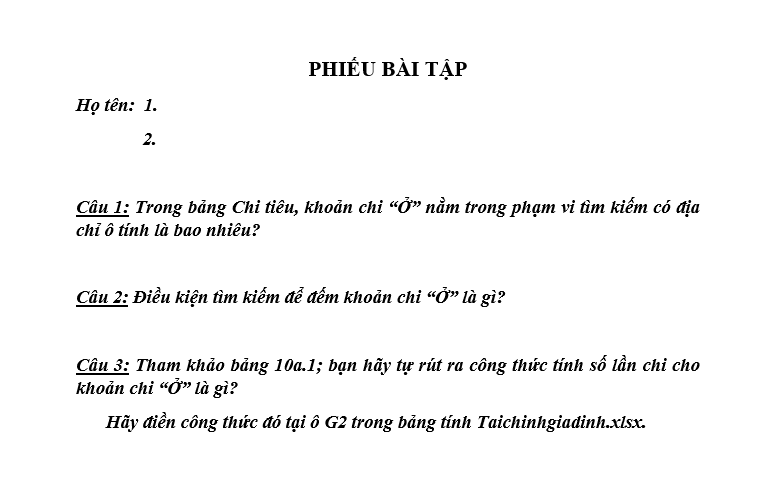 PHIẾU BÀI TẬP
Họ tên: 1.
2.
Câu 1: Trong bảng Chi tiêu, khoản chi “Ở” nằm trong phạm vi tìm kiếm có địa
chỉ ô tính là bao nhiêu?
Câu 2: Điều kiện tìm kiếm để đếm khoản chi “Ở” là gì?
Câu 3: Tham khảo bảng 10a.1; bạn hãy tự rút ra công thức tính số lần chi cho
khoản chi “Ở” là gì?
Hãy điền công thức đó tại ô G2 trong bảng tính Taichinhgiadinh.xlsx.